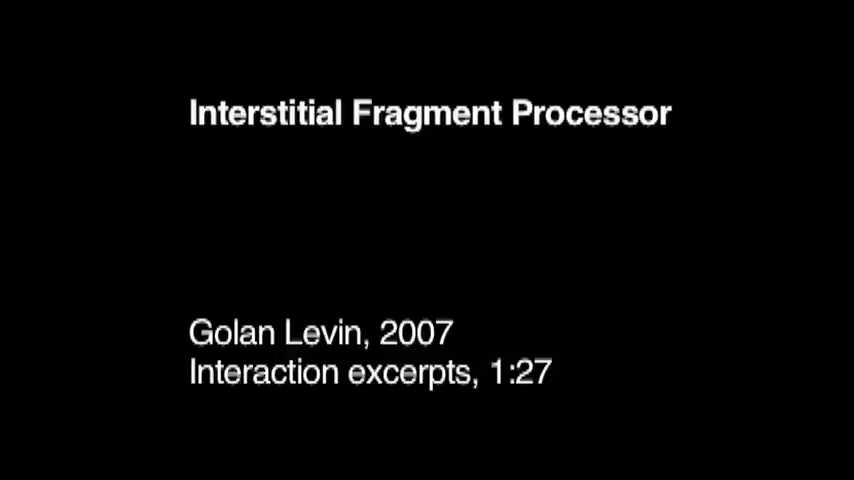 Interstitial Fragment Processor
Golan Levin, 2007
Interaction excerpts, 1:27